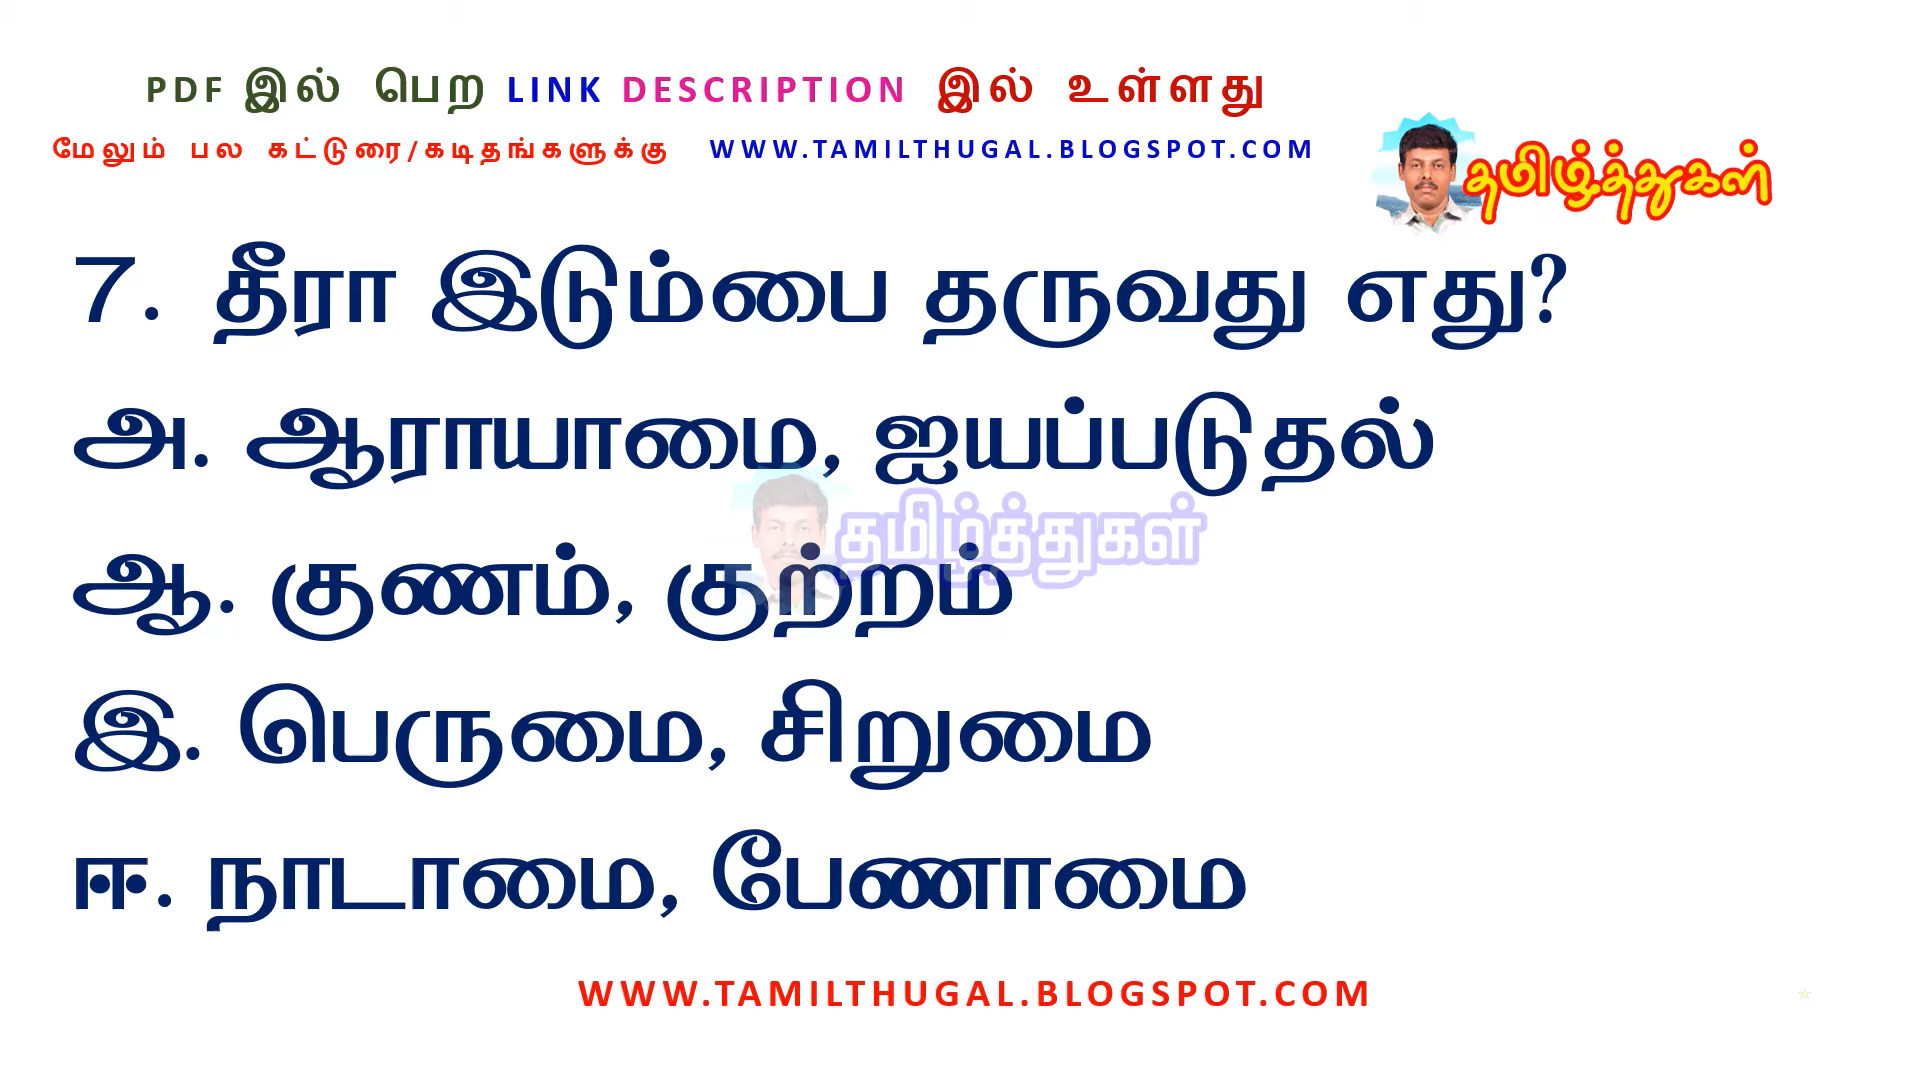 PDF இல் பெற LINK DESCRIPTION இல் உள்ளது
மேலும் பல கட்டுரை/கடிதங்களுக்கு WWW.TAMILTHUGAL.BLOGSPOT.COM
தமிழ்த்துகள்
7. தீரா இடும்பை தருவது எது?
அ. ஆராயாமை, ஐயப்படுதல்
தமிழ்த்துகள்
ஆ. குணம், குற்றம்
இ. பெருமை, சிறுமை
ஈ. நாடாமை, பேணாமை
WWW.TAMILTHUGAL.BLOGSPOT.COM